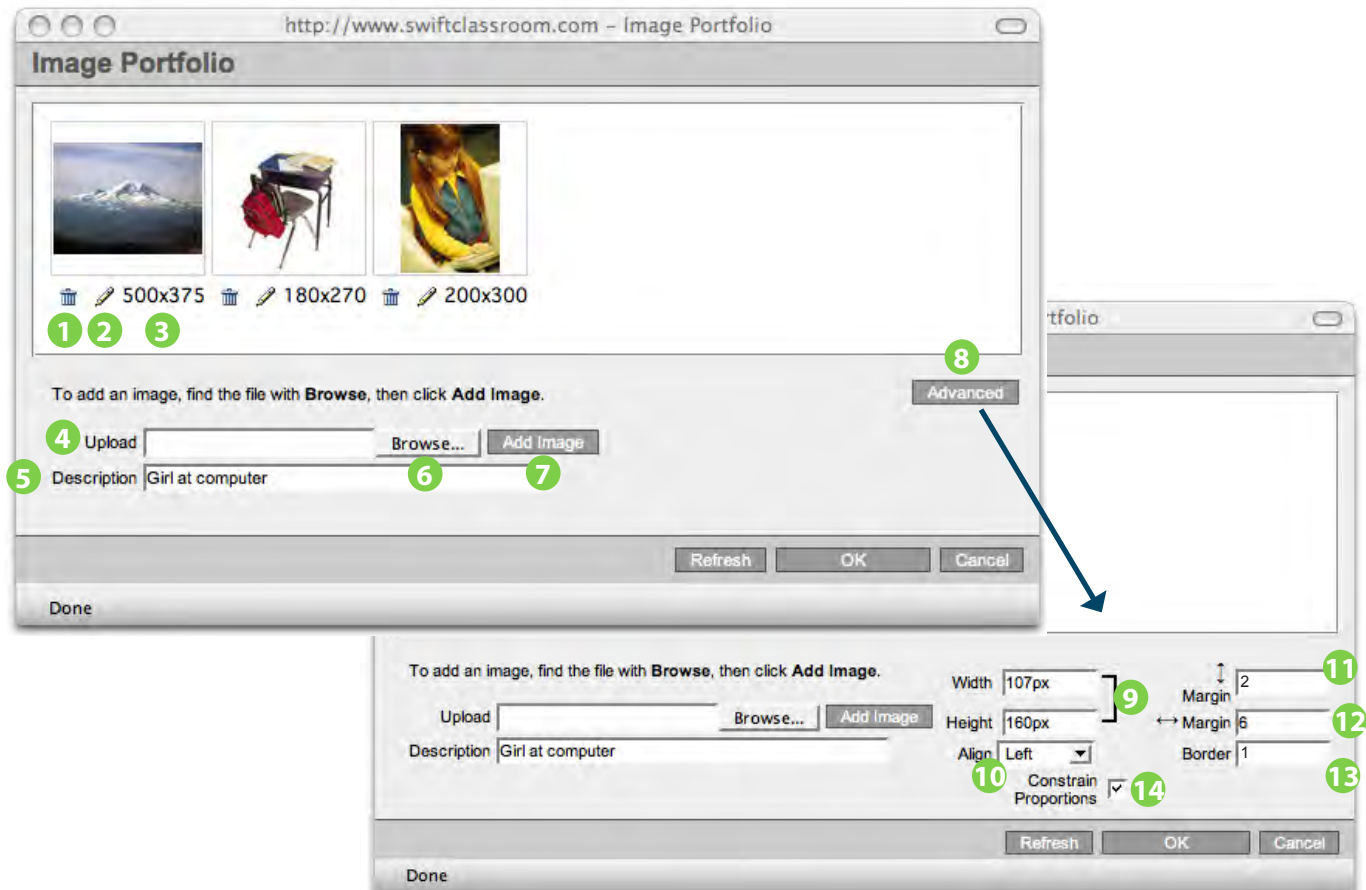 http://www.swiftclassroom.com – Image Portfolio
Image Portfolio
1 2 500x375 3 180x270 200x300
8
To add an image, find the file with Browse, then click Add Image.
Advanced
4 Upload Browse... 6 Add Image 7
5 Description Girl at computer
Refresh OK Cancel
Done
rtfolio
To add an image, find the file with Browse, then click Add Image.
Upload Browse... Add Image
Description Girl at computer
Width 107px
Height 160px
9
Align Left
10
Constrain
Proportions
14
↕ Margin 2 11
↔ Margin 6 12
Border 1 13
Refresh OK Cancel
Done